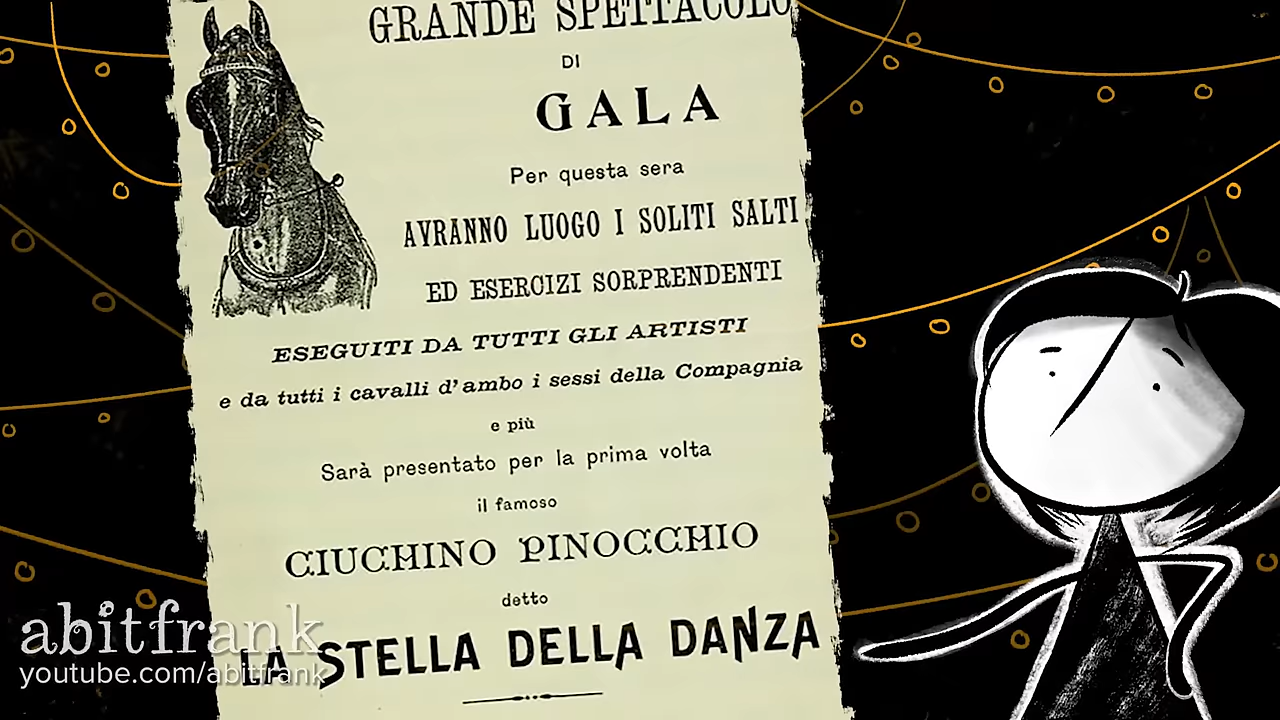 GRANDE SPETTACOLO
DI
GALA
Per questa sera
AVRANNO LUOGO I SOLITI SALTI
ED ESERCIZI SORPRENDENTI
ESEGUITI DA TUTTI GLI ARTISTI
e da tutti i cavalli d'ambo i sessi della Compagnia
e più
Sarà presentato per la prima volta
il famoso
CIUCHINO PINOCCHIO
detto
LA STELLA DELLA DANZA
abitfrank
youtube.com/abitfrank